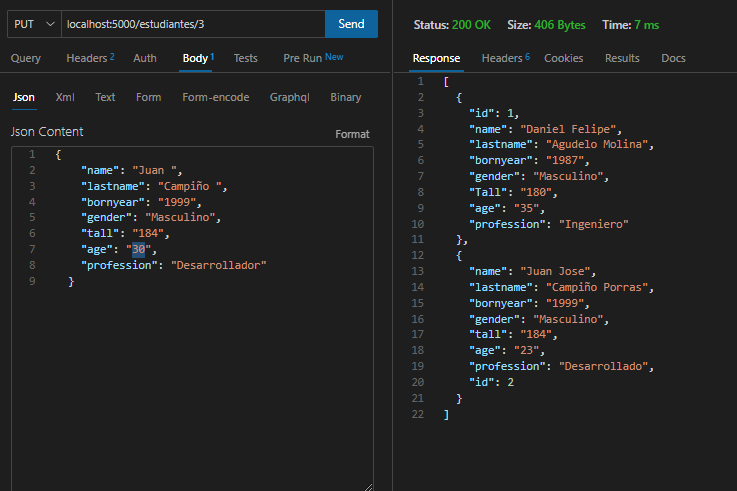 PUT localhost:5000/estudiantes/3 Send
Query Headers 2 Auth Body 1 Tests Pre Run New
Json Xml Text Form Form-encode Graphql Binary
Json Content Format
1 {
2 "name": "Juan ",
3 "lastname": "Campiño ",
4 "bornyear": "1999",
5 "gender": "Masculino",
6 "tall": "184",
7 "age": "30",
8 "profession": "Desarrollador"
9 }
Status: 200 OK Size: 406 Bytes Time: 7 ms
Response Headers 6 Cookies Results Docs
1 [
2 {
3 "id": 1,
4 "name": "Daniel Felipe",
5 "lastname": "Agudelo Molina",
6 "bornyear": "1987",
7 "gender": "Masculino",
8 "Tall": "180",
9 "age": "35",
10 "profession": "Ingeniero"
11 },
12 {
13 "name": "Juan Jose",
14 "lastname": "Campiño Porras",
15 "bornyear": "1999",
16 "gender": "Masculino",
17 "tall": "184",
18 "age": "23",
19 "profession": "Desarrollado",
20 "id": 2
21 }
22 ]